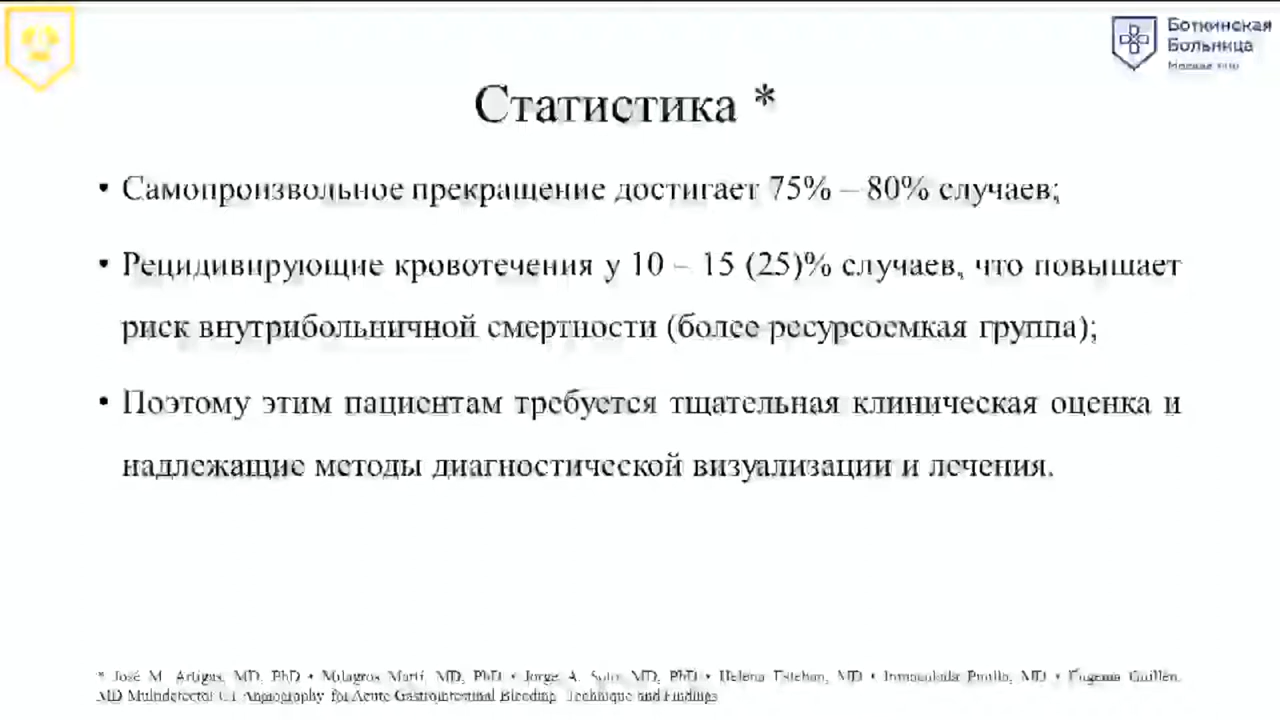 Боткинская
Больница
Статистика *
• Самопроизвольное прекращение достигает 75% – 80% случаев;
• Рецидивирующие кровотечения у 10 – 15 (25)% случаев, что повышает
риск внутрибольничной смертности (более ресурсоемкая группа);
• Поэтому этим пациентам требуется тщательная клиническая оценка и
надлежащие методы диагностической визуализации и лечения.
* José M. Artigas, MD, PhD • Milagros Martí, MD, PhD • Jorge A. Soto, MD, PhD • Helena Esteban, MD • Inmaculada Pinilla, MD • Eugenia Guillén,
MD Multidetector CT Angiography for Acute Gastrointestinal Bleeding: Technique and Findings